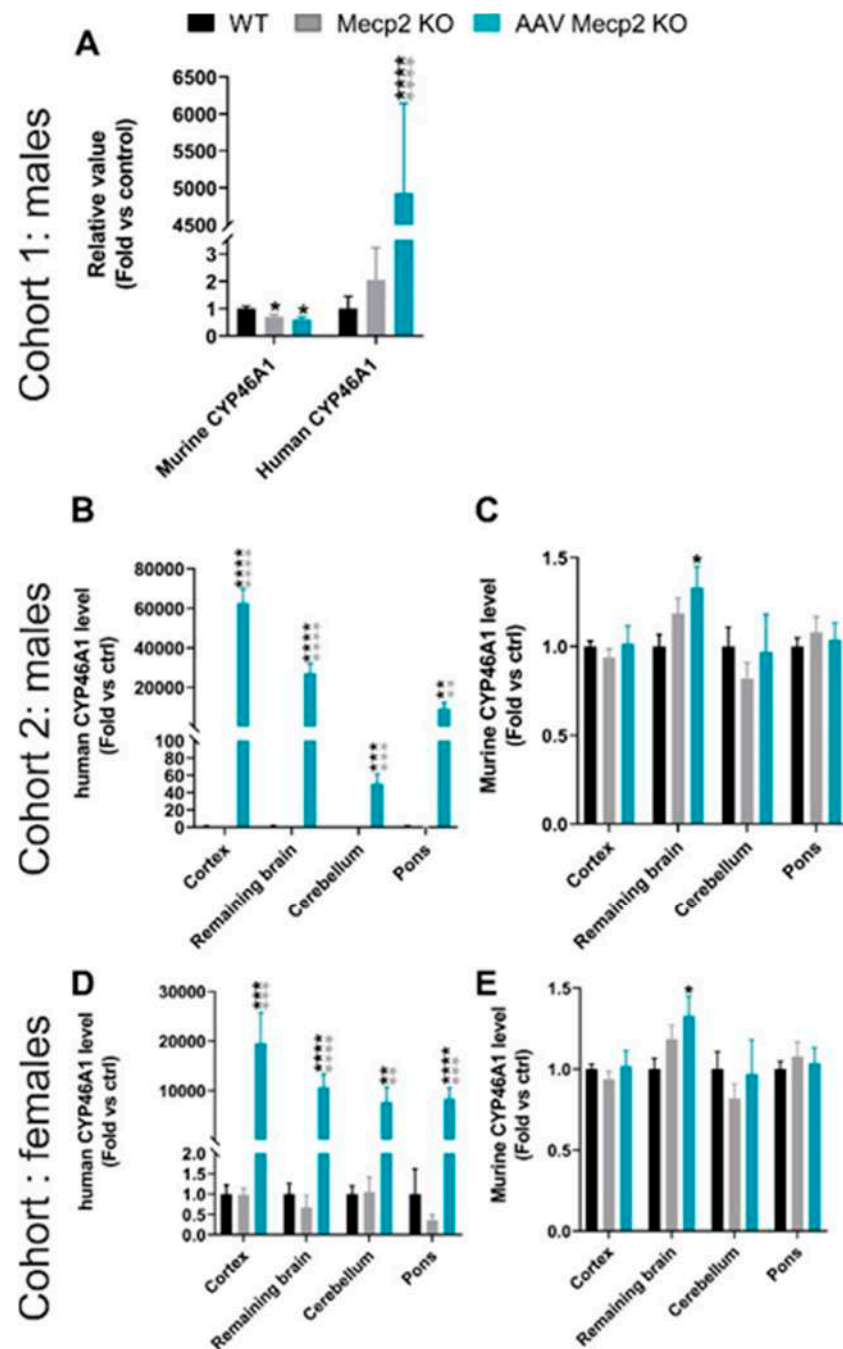 WT Mecp2 KO AAV Mecp2 KO
Cohort 1: males
A
Relative value
(Fold vs control)
6500
6000
5500
5000
4500
3
2
1
0
* *
****
****
Murine CYP46A1
Human CYP46A1
Cohort 2: males
B
human CYP46A1 level
(Fold vs ctrl)
80000
60000
40000
20000
100
80
60
40
20
0
****
****
****
****
***
***
**
**
Cortex
Remaining brain
Cerebellum
Pons
C
Murine CYP46A1 level
(Fold vs ctrl)
1.5
1.0
0.5
0.0
*
Cortex
Remaining brain
Cerebellum
Pons
Cohort : females
D
human CYP46A1 level
(Fold vs ctrl)
30000
20000
10000
2.0
1.5
1.0
0.5
0.0
***
***
****
****
**
**
****
***
Cortex
Remaining brain
Cerebellum
Pons
E
Murine CYP46A1 level
(Fold vs ctrl)
1.5
1.0
0.5
0.0
*
Cortex
Remaining brain
Cerebellum
Pons